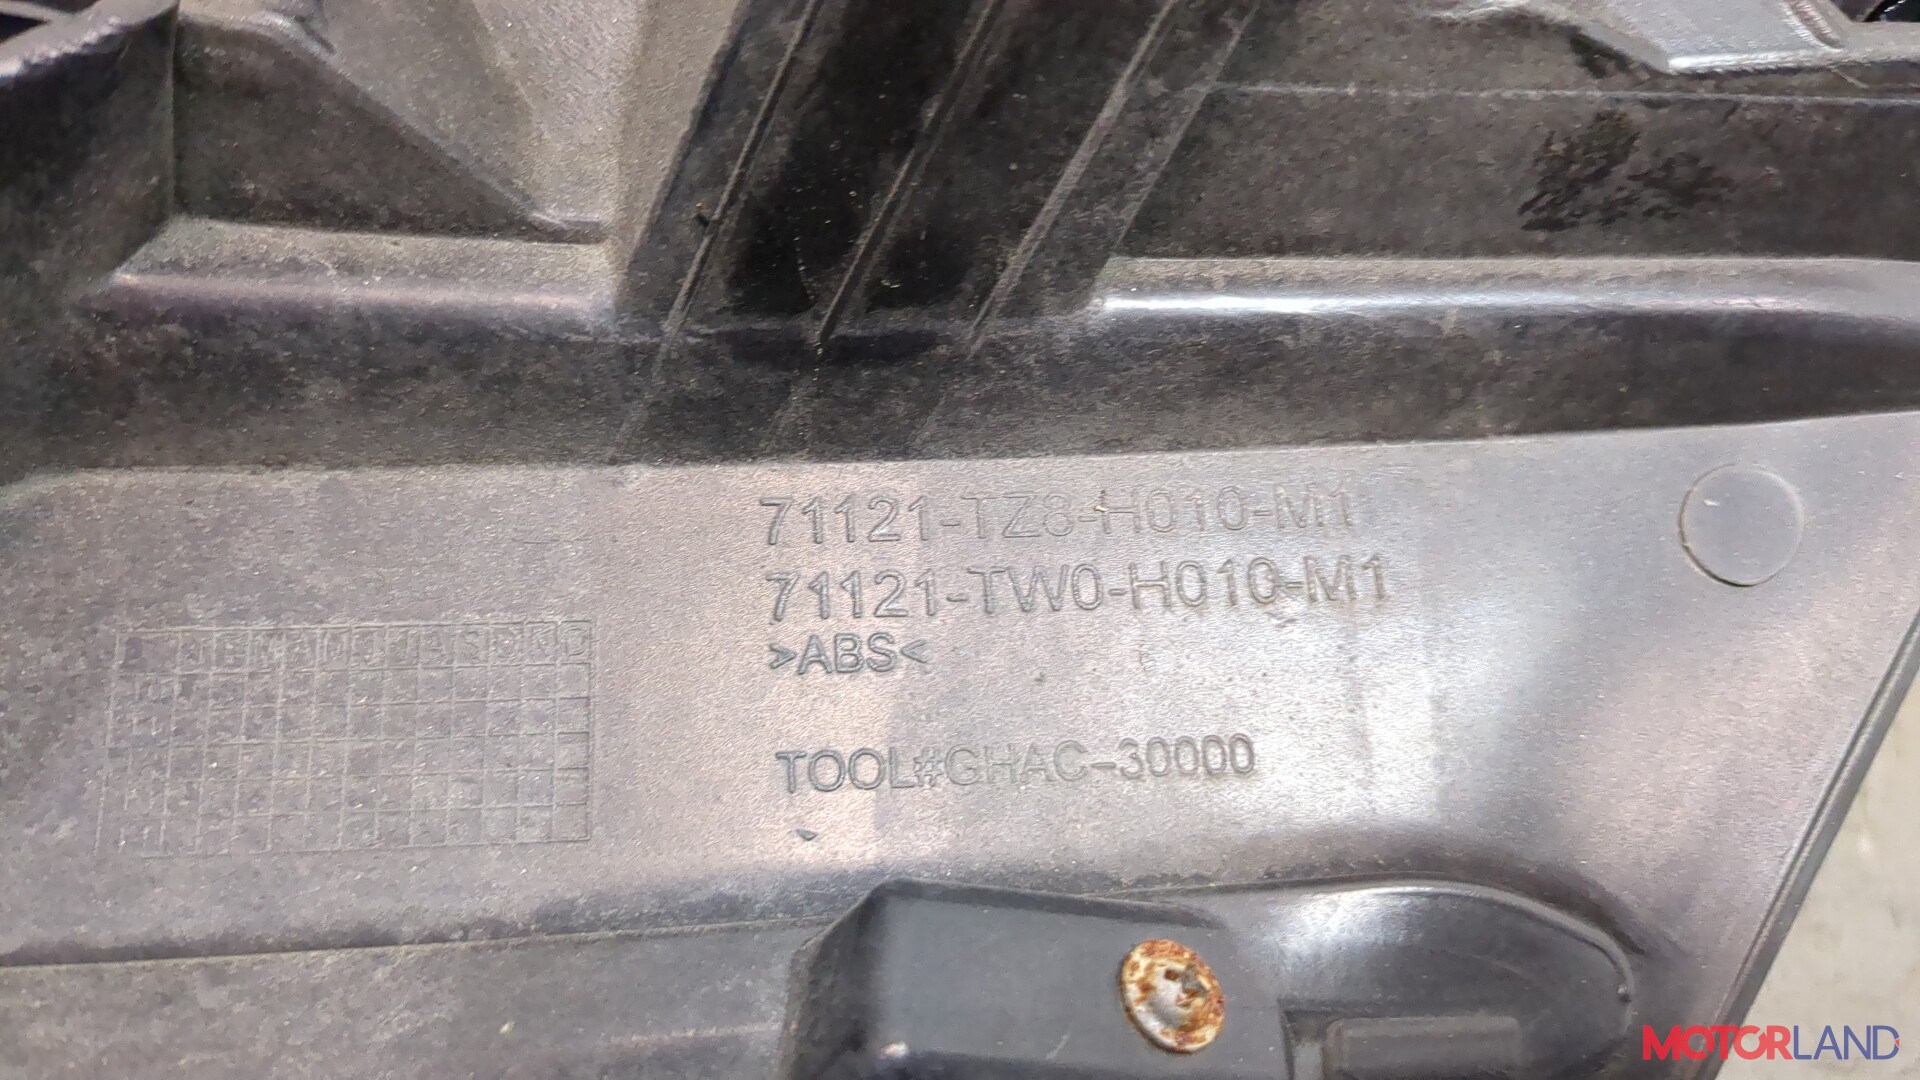 71121-TZ8-H010-M1
71121-TW0-H010-M1
>ABS<
TOOL#GHAC-30000
MOTORLAND